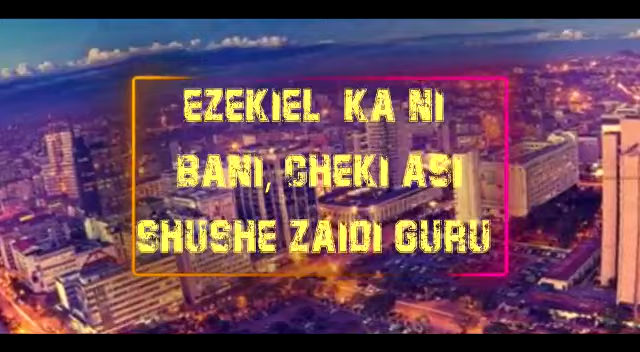 EZEKIEL KA NI
BANI, CHEKI ASI
SHUSHE ZAIDI GURU